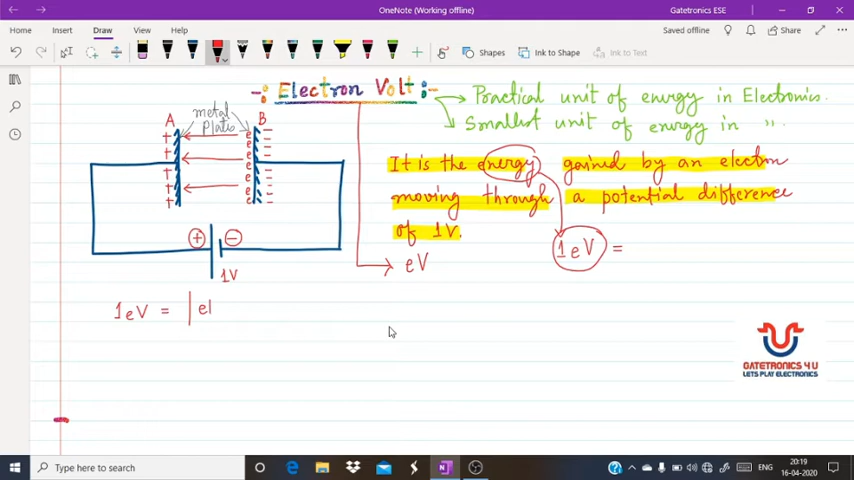 OneNote (Working offline)
Gatetronics ESE
Home Insert Draw View Help
Saved offline Share
Shapes Ink to Shape Ink to Text
-: Electron Volt :-
Practical unit of energy in Electronics.
Smallest unit of energy in ".
metal
plates
A B
+ e -
+ e -
+ e -
+ e -
+ e -
+ e -
It is the energy gained by an electron
moving through a potential difference
of 1V.
1eV =
eV
+ -
1V
1eV = | el
GATETRONICS 4 U
LETS PLAY ELECTRONICS
Type here to search
ENG
20:19
16-04-2020